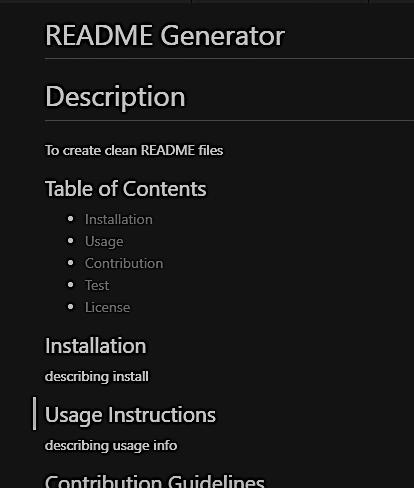 README Generator
Description
To create clean README files
Table of Contents
Installation
Usage
Contribution
Test
License
Installation
describing install
Usage Instructions
describing usage info
Contribution Guidelines